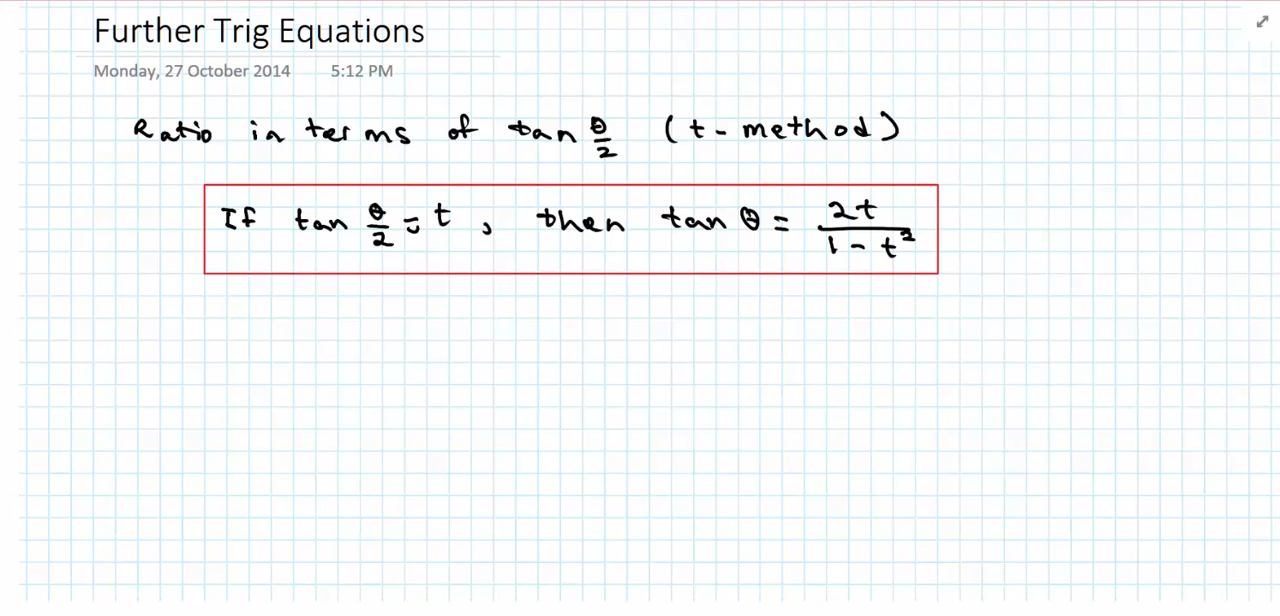 Further Trig Equations
Monday, 27 October 2014 5:12 PM
Ratio in terms of tan θ/2 (t - method)
If tan θ/2 = t , then tan θ = 2t/(1 - t²)